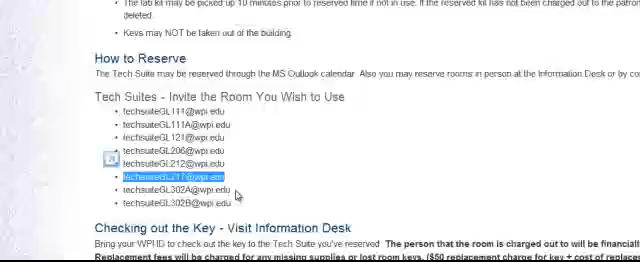 • The lab kit may be picked up 10 minutes prior to reserved time if not in use. If the reserved kit has not been charged out to the patron
deleted.
• Keys may NOT be taken out of the building.
How to Reserve
The Tech Suite may be reserved through the MS Outlook calendar. Also you may reserve rooms in person at the Information Desk or by
Tech Suites - Invite the Room You Wish to Use
• techsuiteGL111@wpi.edu
• techsuiteGL111A@wpi.edu
• techsuiteGL121@wpi.edu
• techsuiteGL206@wpi.edu
• techsuiteGL212@wpi.edu
• techsuiteGL217@wpi.edu
• techsuiteGL302A@wpi.edu
• techsuiteGL302B@wpi.edu
Checking out the Key - Visit Information Desk
Bring your WPI ID to check out the key to the Tech Suite you've reserved. The person that the room is charged out to will be financially
Replacement fees will be charged for any missing supplies or lost room keys. ($50 replacement charge for key + cost of